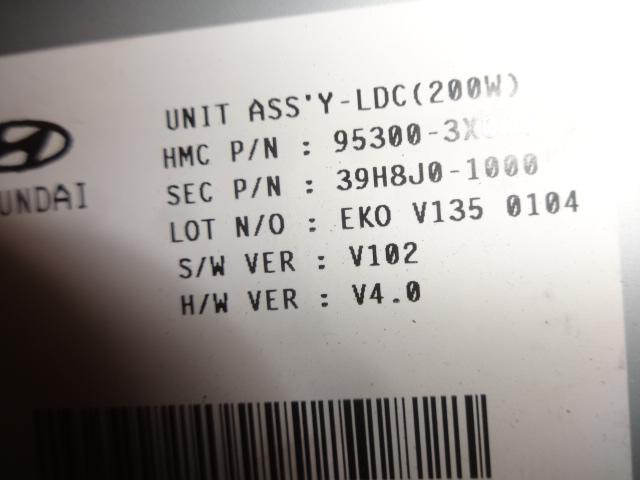 UNIT ASS'Y-LDC(200W)
HMC P/N : 95300-3X
SEC P/N : 39H8J0-1000
UNDAI
LOT N/O : EKO V135 0104
S/W VER : V102
H/W VER : V4.0